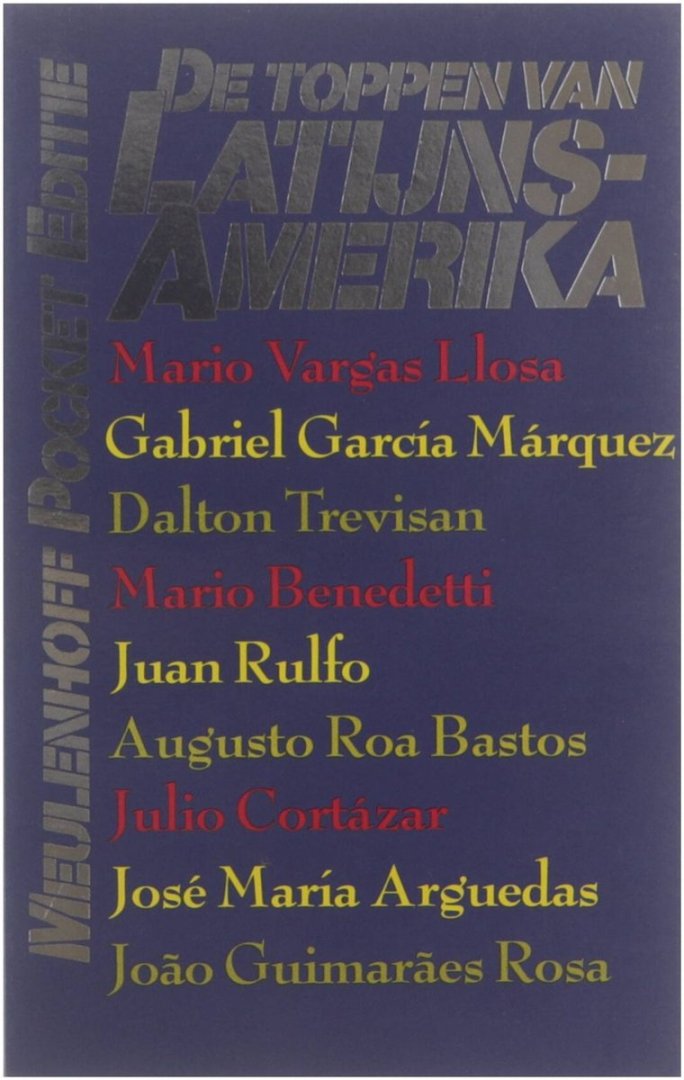 De toppen van
Latijns-
Amerika
Meulenhoff Pocket Editie
Mario Vargas Llosa
Gabriel García Márquez
Dalton Trevisan
Mario Benedetti
Juan Rulfo
Augusto Roa Bastos
Julio Cortázar
José María Arguedas
João Guimarães Rosa